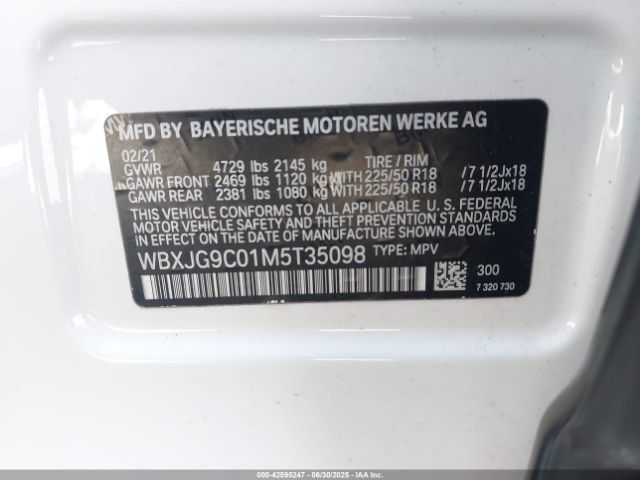 MFD BY BAYERISCHE MOTOREN WERKE AG
02/21
GVWR 4729 lbs 2145 kg TIRE / RIM
GAWR FRONT 2469 lbs 1120 kg WITH 225/50 R18 /7 1/2Jx18
GAWR REAR 2381 lbs 1080 kg WITH 225/50 R18 /7 1/2Jx18
THIS VEHICLE CONFORMS TO ALL APPLICABLE U. S. FEDERAL
MOTOR VEHICLE SAFETY AND THEFT PREVENTION STANDARDS
IN EFFECT ON THE DATE OF MANUFACTURE SHOWN ABOVE.
WBXJG9C01M5T35098 TYPE: MPV
300
7 320 730
000-42595247 - 06/30/2025 - COPYRIGHT IAA, LLC.